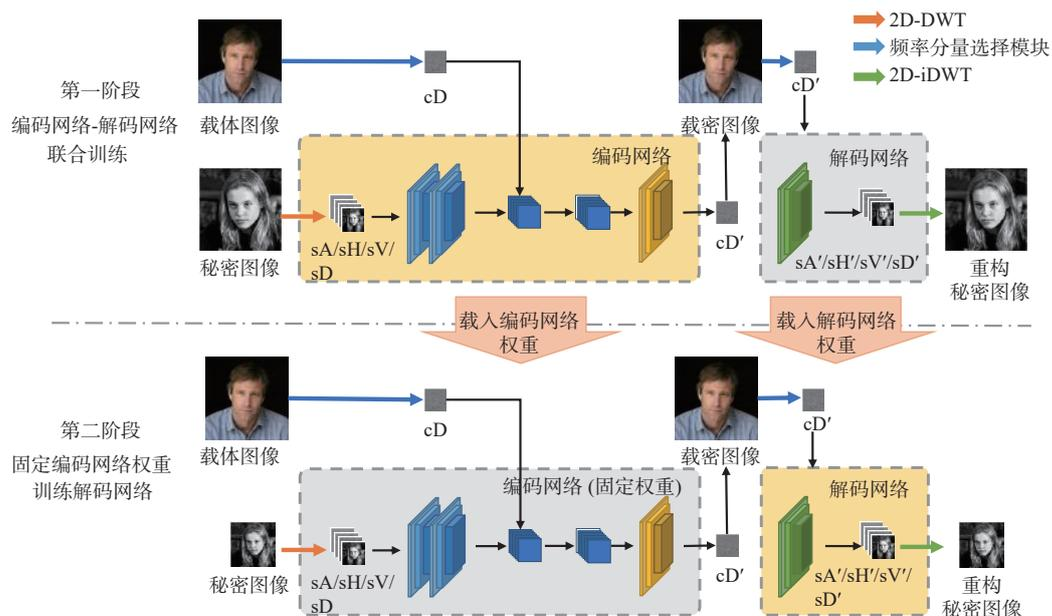 2D-DWT
频率分量选择模块
2D-iDWT
第一阶段
编码网络-解码网络
联合训练
载体图像
cD
载密图像
cD′
编码网络
解码网络
秘密图像
sA/sH/sV/
sD
cD′
sA′/sH′/sV′/sD′
重构
秘密图像
载入编码网络
权重
载入解码网络
权重
第二阶段
固定编码网络权重
训练解码网络
载体图像
cD
载密图像
cD′
编码网络 (固定权重)
解码网络
秘密图像
sA/sH/sV/
sD
cD′
sA′/sH′/sV′/
sD′
重构
秘密图像